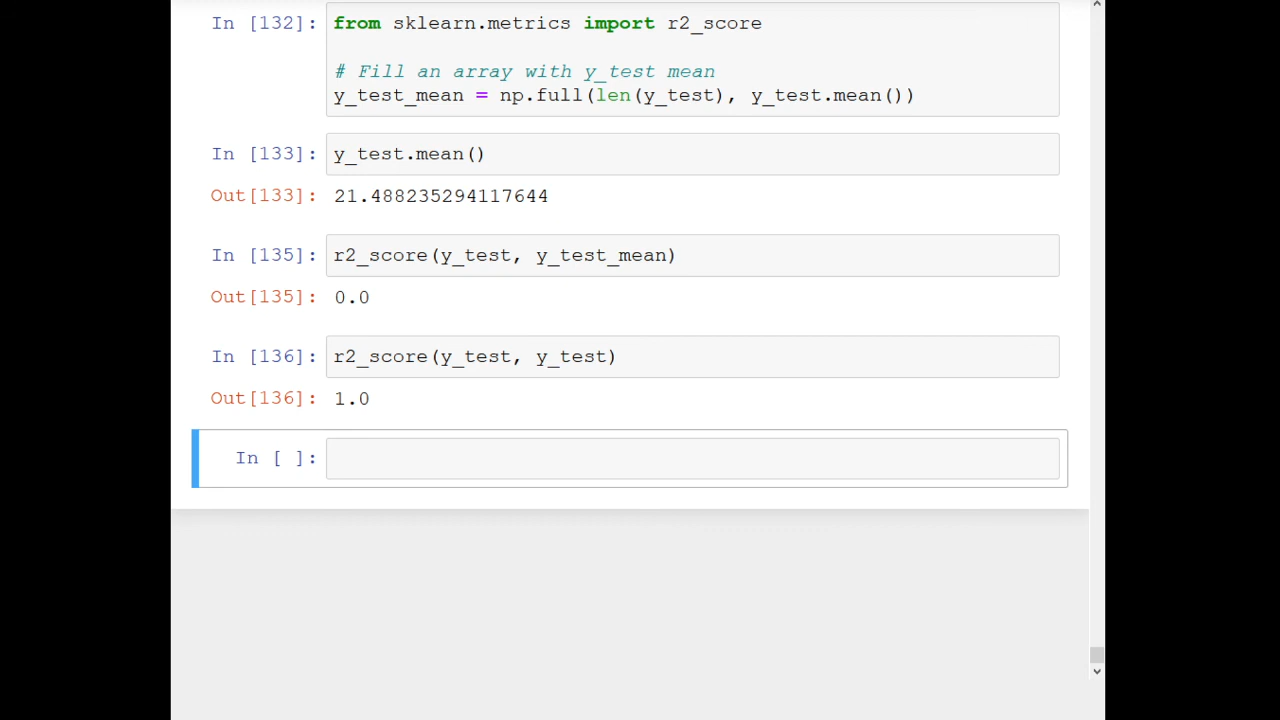 In [132]: from sklearn.metrics import r2_score
# Fill an array with y_test mean
y_test_mean = np.full(len(y_test), y_test.mean())
In [133]: y_test.mean()
Out[133]: 21.488235294117644
In [135]: r2_score(y_test, y_test_mean)
Out[135]: 0.0
In [136]: r2_score(y_test, y_test)
Out[136]: 1.0
In [ ]: